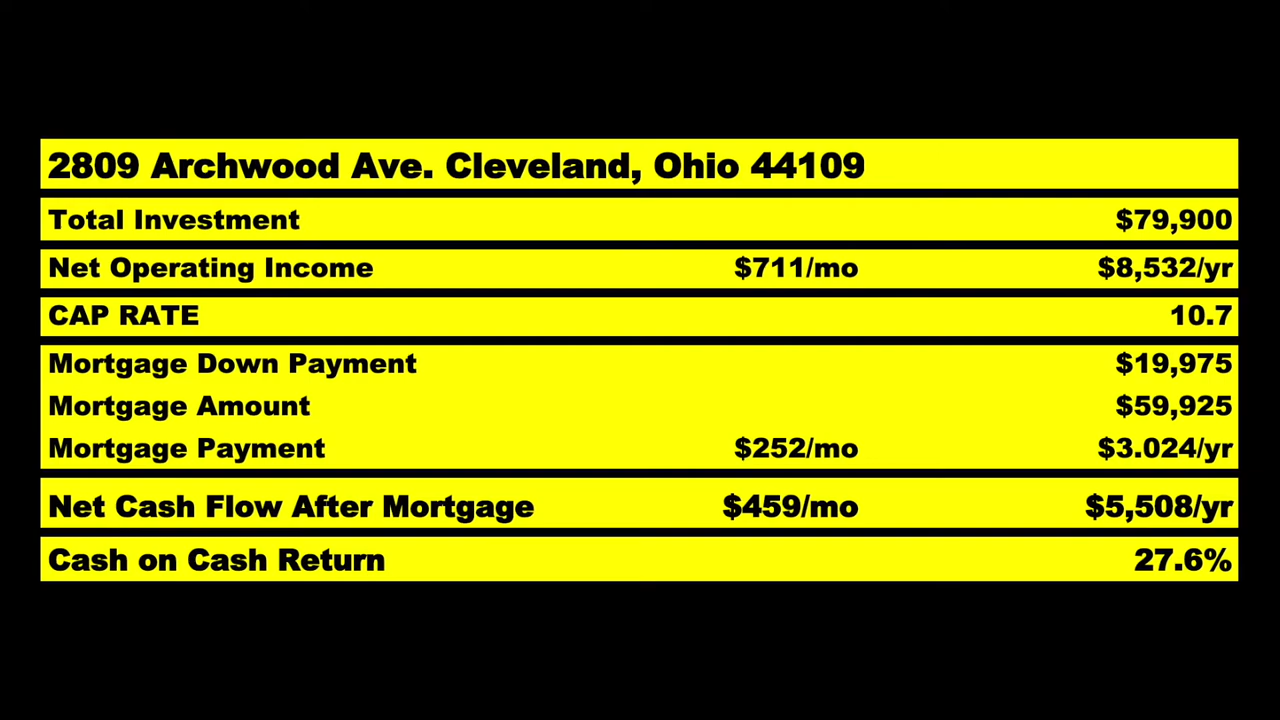 2809 Archwood Ave. Cleveland, Ohio 44109
Total Investment $79,900
Net Operating Income $711/mo $8,532/yr
CAP RATE 10.7
Mortgage Down Payment $19,975
Mortgage Amount $59,925
Mortgage Payment $252/mo $3.024/yr
Net Cash Flow After Mortgage $459/mo $5,508/yr
Cash on Cash Return 27.6%